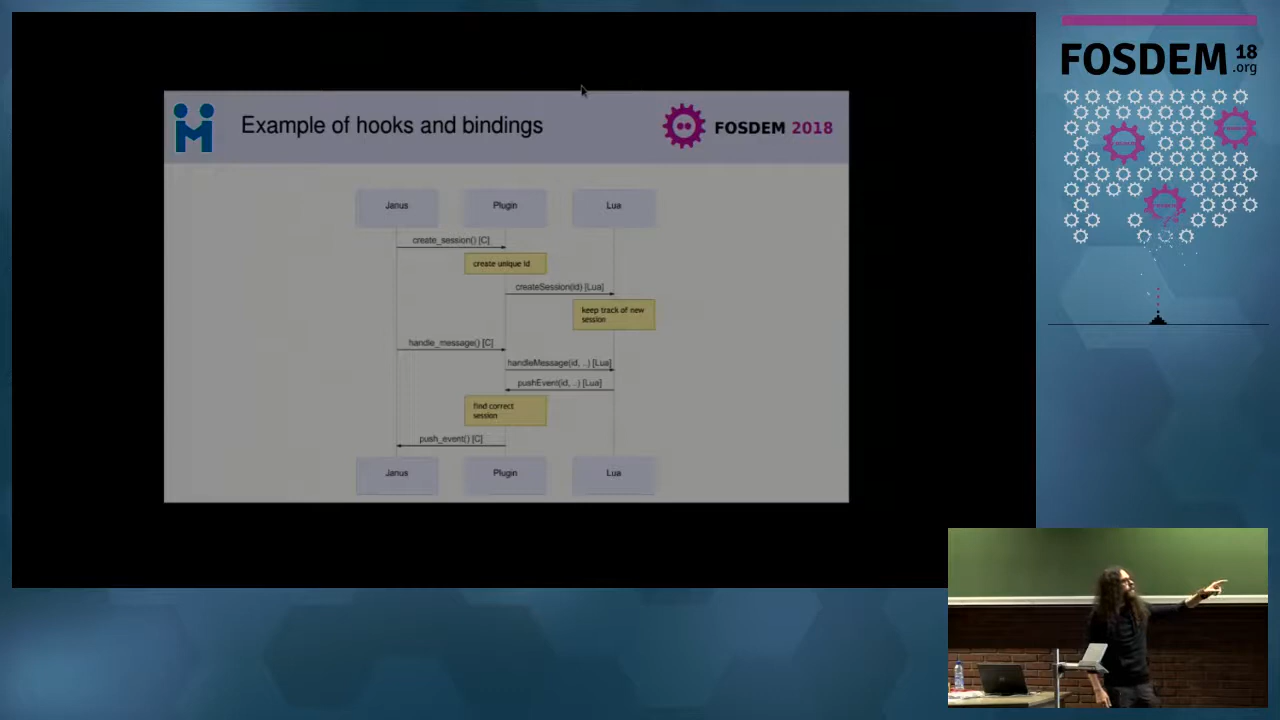 Example of hooks and bindings
FOSDEM 2018
Janus
Plugin
Lua
create_session() [C]
create unique id
createSession(id) [Lua]
keep track of new
session
handle_message() [C]
handleMessage(id, ..) [Lua]
pushEvent(id, ..) [Lua]
find correct
session
push_event() [C]
Janus
Plugin
Lua
FOSDEM 18
.org